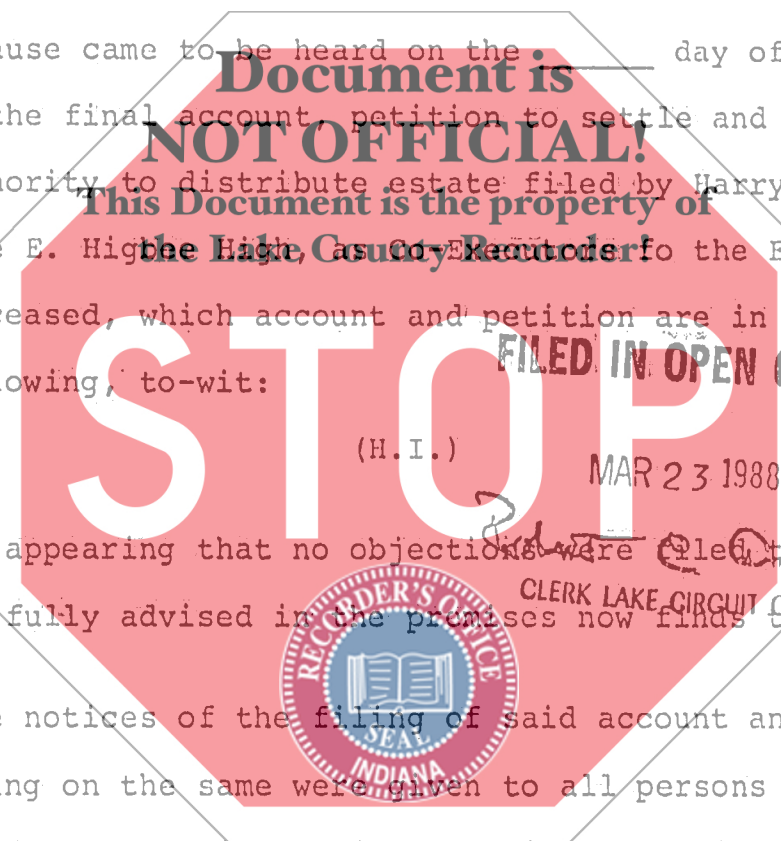 ause came to be heard on the ______ day of
Document is
the final account, petition to settle and
NOT OFFICIAL!
hority to distribute estate filed by Harry
This Document is the property of
e E. Higbee High, as Co-Executors fo the E
the Lake County Recorder!
ceased, which account and petition are in
STOP
FILED IN OPEN
owing, to-wit:
(H.I.)
MAR 23 1988
appearing that no objections were filed t
CLERK LAKE CIRCUIT C
fully advised in the premises now finds t
RECORDER'S OFFICE
SEAL
INDIANA
e notices of the filing of said account an
ing on the same were given to all persons